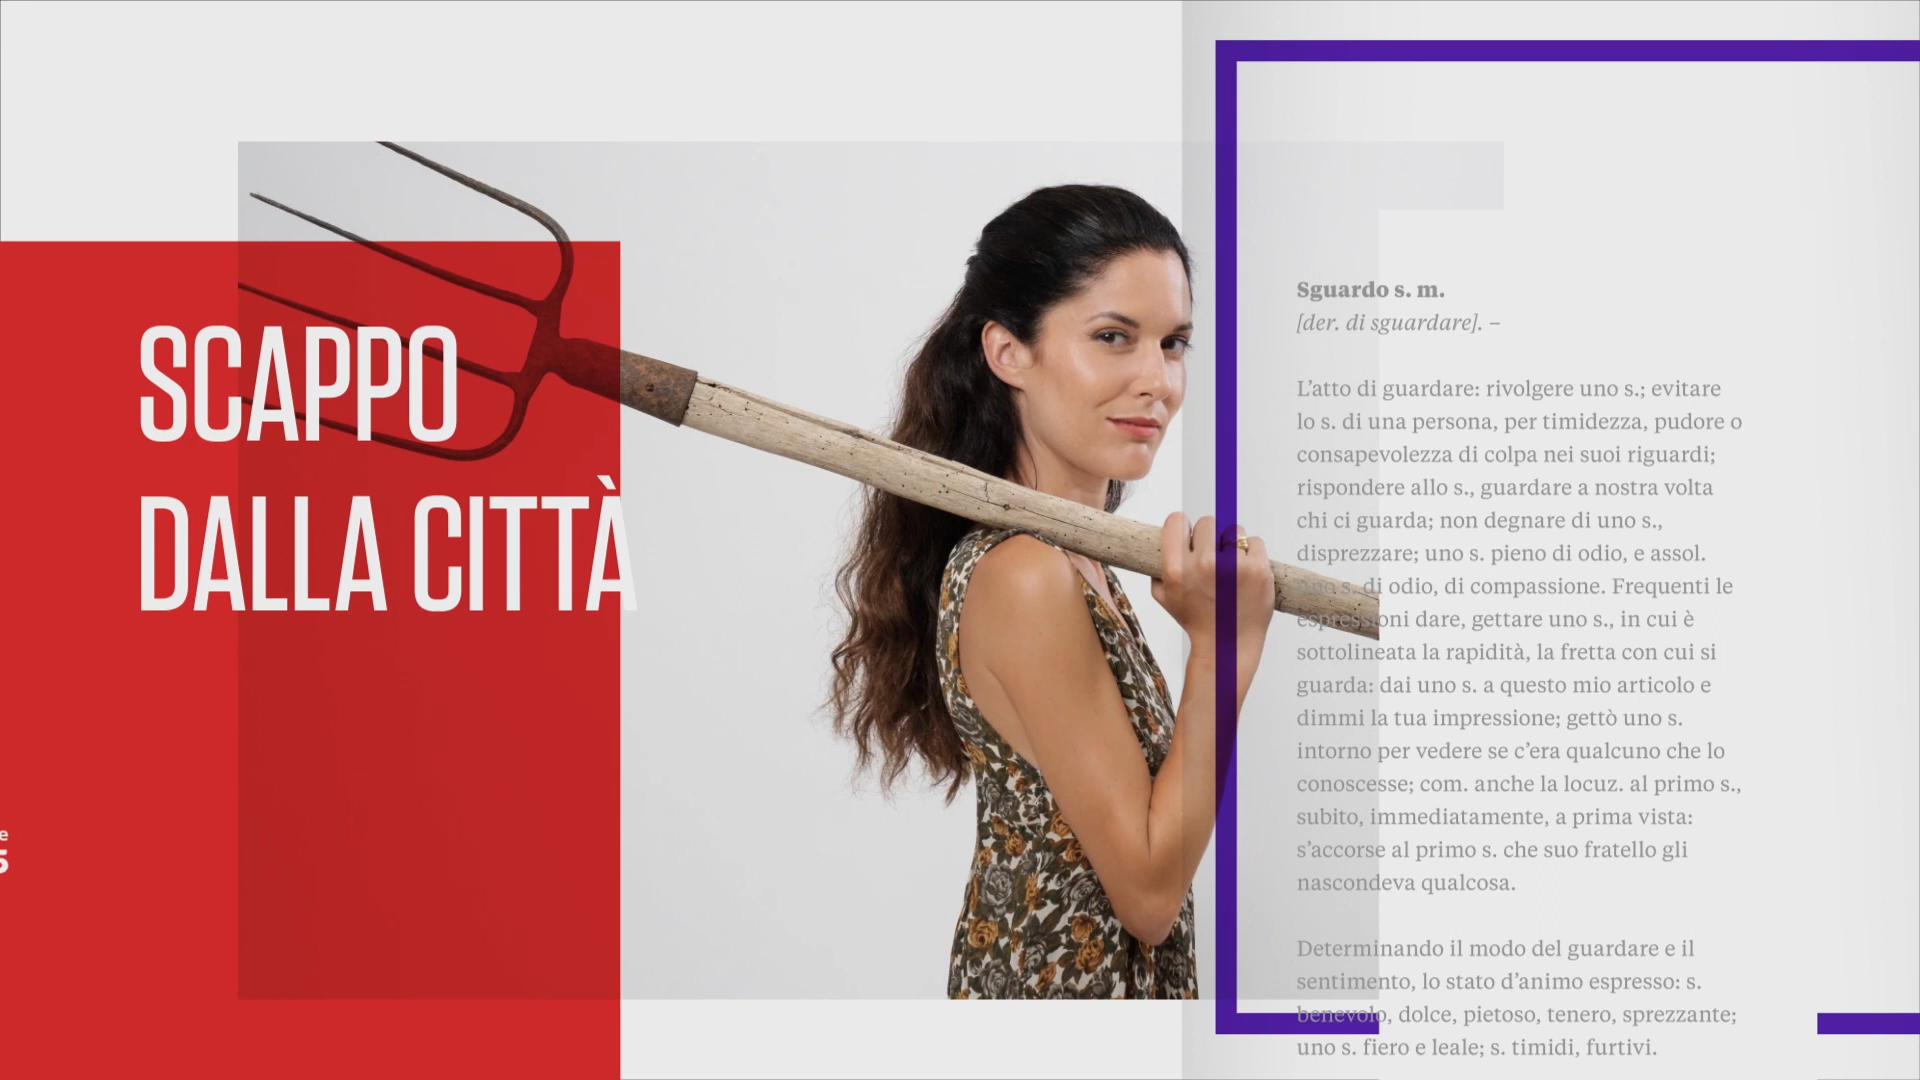 SCAPPO
DALLA CITTÀ
e
Sguardo s. m.
[der. di sguardare]. –
L’atto di guardare: rivolgere uno s.; evitare
lo s. di una persona, per timidezza, pudore o
consapevolezza di colpa nei suoi riguardi;
rispondere allo s., guardare a nostra volta
chi ci guarda; non degnare di uno s.,
disprezzare; uno s. pieno di odio, e assol.
uno s. di odio, di compassione. Frequenti le
espressioni dare, gettare uno s., in cui è
sottolineata la rapidità, la fretta con cui si
guarda: dai uno s. a questo mio articolo e
dimmi la tua impressione; gettò uno s.
intorno per vedere se c’era qualcuno che lo
conoscesse; com. anche la locuz. al primo s.,
subito, immediatamente, a prima vista:
s’accorse al primo s. che suo fratello gli
nascondeva qualcosa.
Determinando il modo del guardare e il
sentimento, lo stato d’animo espresso: s.
benevolo, dolce, pietoso, tenero, sprezzante;
uno s. fiero e leale; s. timidi, furtivi.